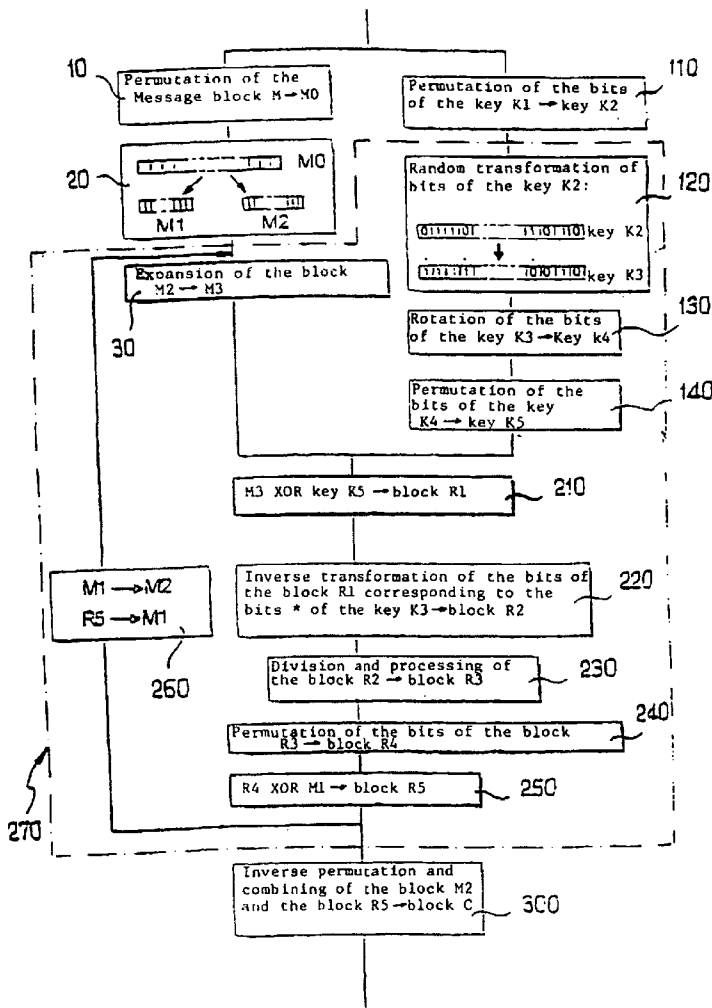 10
Permutation of the
Message block M→M0
110
Permutation of the bits
of the key K1 → key K2
20
M0
M1
M2
120
Random transformation of
bits of the key K2:
key K2
key K3
Expansion of the block
M2 → M3
30
130
Rotation of the bits
of the key K3→Key k4
140
Permutation of the
bits of the key
K4→ key K5
M3 XOR key K5→block R1
210
M1 →M2
R5 →M1
260
Inverse transformation of the bits of
the block R1 corresponding to the
bits * of the key K3→block R2
220
Division and processing of
the block R2 → block R3
230
240
Permutation of the bits of the block
R3 → block R4
R4 XOR M1 → block R5
250
270
Inverse permutation and
combining of the block M2
and the block R5→block C
300